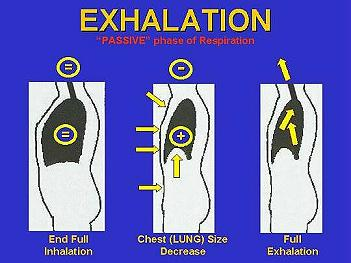 EXHALATION
"PASSIVE" phase of Respiration
= -
= +
End Full
Inhalation
Chest (LUNG) Size
Decrease
Full
Exhalation